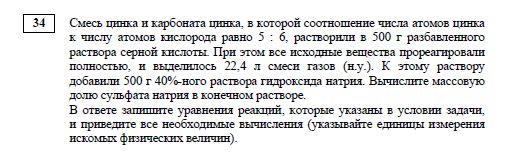 34
Смесь цинка и карбоната цинка, в которой соотношение числа атомов цинка
к числу атомов кислорода равно 5 : 6, растворили в 500 г разбавленного
раствора серной кислоты. При этом все исходные вещества прореагировали
полностью, и выделилось 22,4 л смеси газов (н.у.). К этому раствору
добавили 500 г 40%-ного раствора гидроксида натрия. Вычислите массовую
долю сульфата натрия в конечном растворе.
В ответе запишите уравнения реакций, которые указаны в условии задачи,
и приведите все необходимые вычисления (указывайте единицы измерения
искомых физических величин).